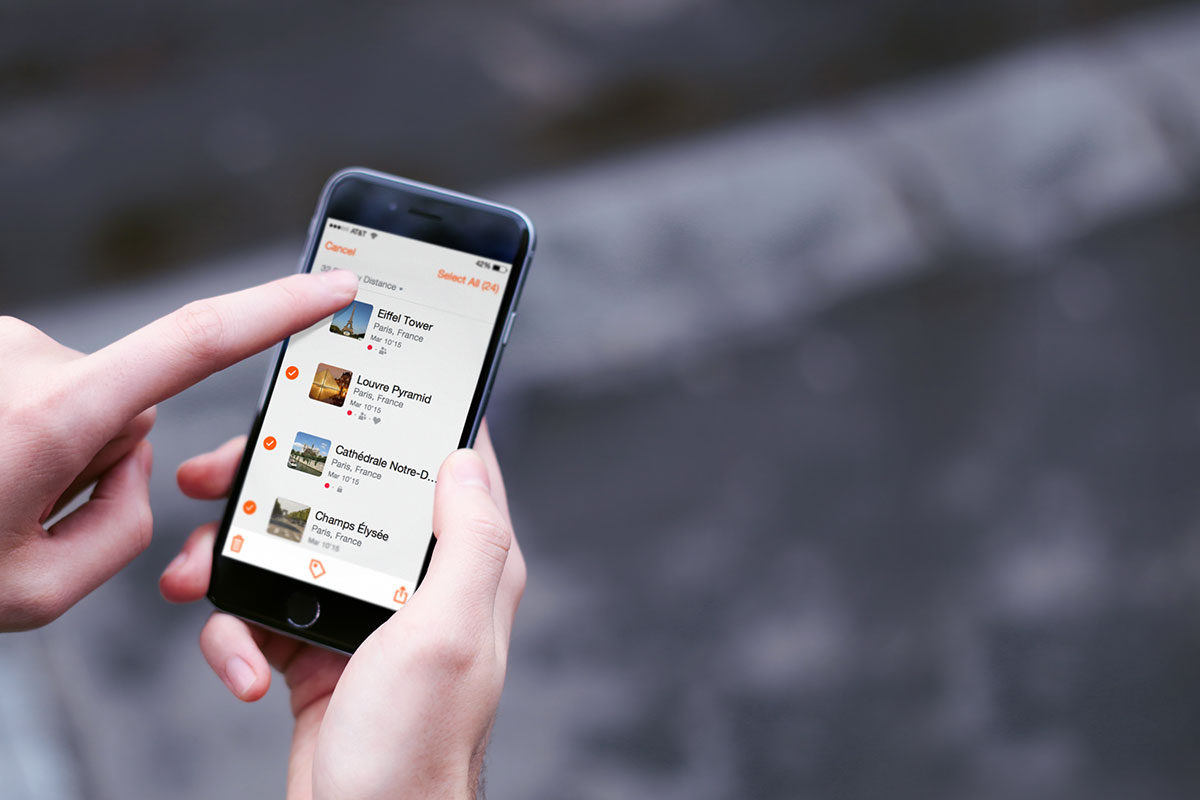 AT&T
42%
Cancel
Select All (24)
Distance
Eiffel Tower
Paris, France
Mar 10'15
Louvre Pyramid
Paris, France
Mar 10'15
Cathédrale Notre-D...
Paris, France
Mar 10'15
Champs Élysée
Paris, France
Mar 10'15